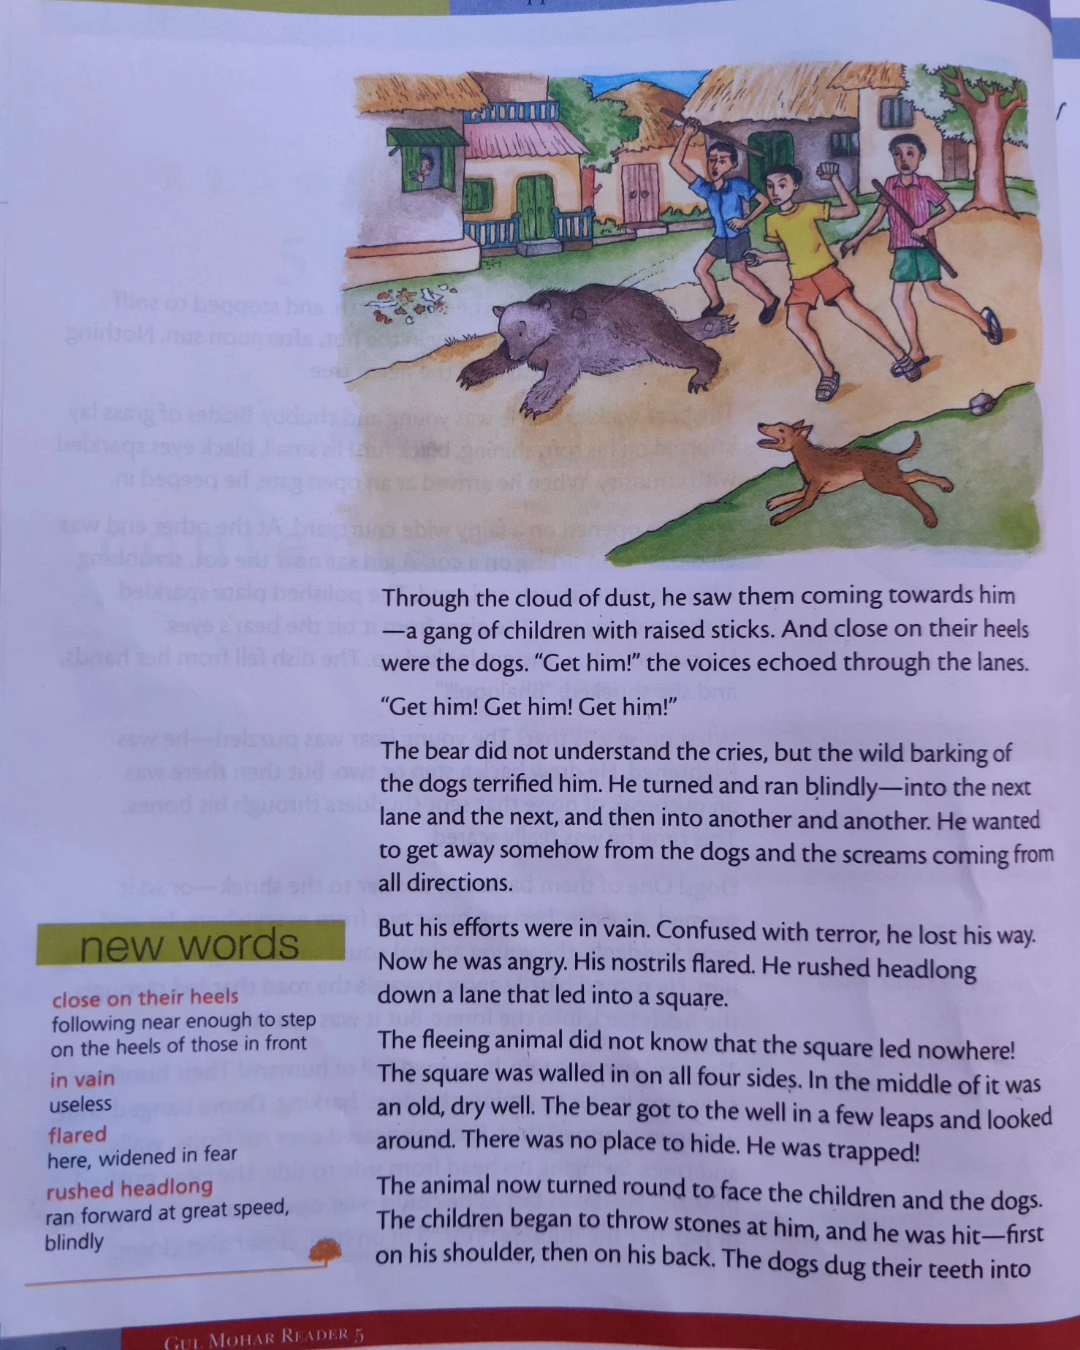 Through the cloud of dust, he saw them coming towards him
—a gang of children with raised sticks. And close on their heels
were the dogs. “Get him!” the voices echoed through the lanes.
“Get him! Get him! Get him!”
The bear did not understand the cries, but the wild barking of
the dogs terrified him. He turned and ran blindly—into the next
lane and the next, and then into another and another. He wanted
to get away somehow from the dogs and the screams coming from
all directions.
But his efforts were in vain. Confused with terror, he lost his way.
Now he was angry. His nostrils flared. He rushed headlong
down a lane that led into a square.
The fleeing animal did not know that the square led nowhere!
The square was walled in on all four sides. In the middle of it was
an old, dry well. The bear got to the well in a few leaps and looked
around. There was no place to hide. He was trapped!
The animal now turned round to face the children and the dogs.
The children began to throw stones at him, and he was hit—first
on his shoulder, then on his back. The dogs dug their teeth into
new words
close on their heels
following near enough to step
on the heels of those in front
in vain
useless
flared
here, widened in fear
rushed headlong
ran forward at great speed,
blindly
GUL MOHAR READER 5